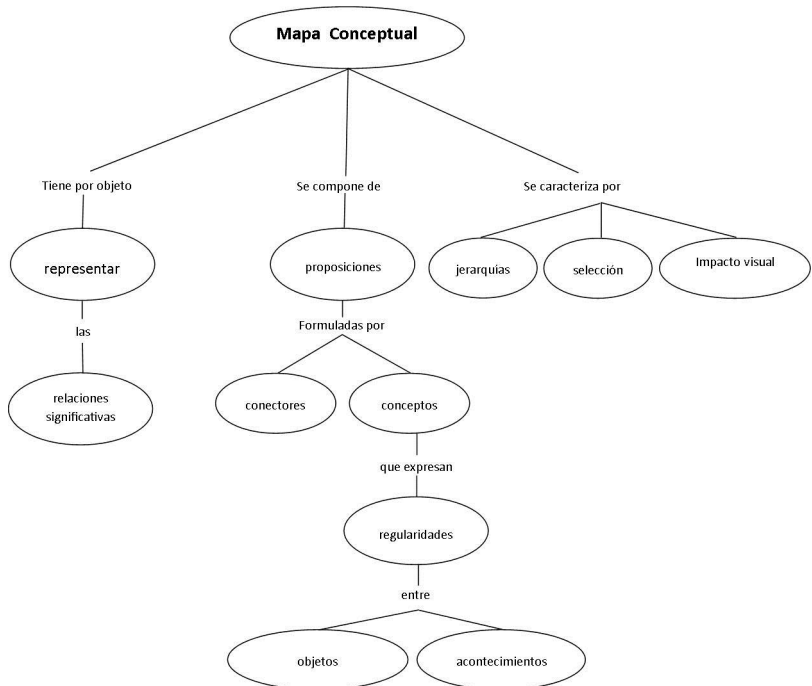 Mapa Conceptual
Tiene por objeto
Se compone de
Se caracteriza por
representar
proposiciones
jerarquías
selección
Impacto visual
las
Formuladas por
relaciones
significativas
conectores
conceptos
que expresan
regularidades
entre
objetos
acontecimientos